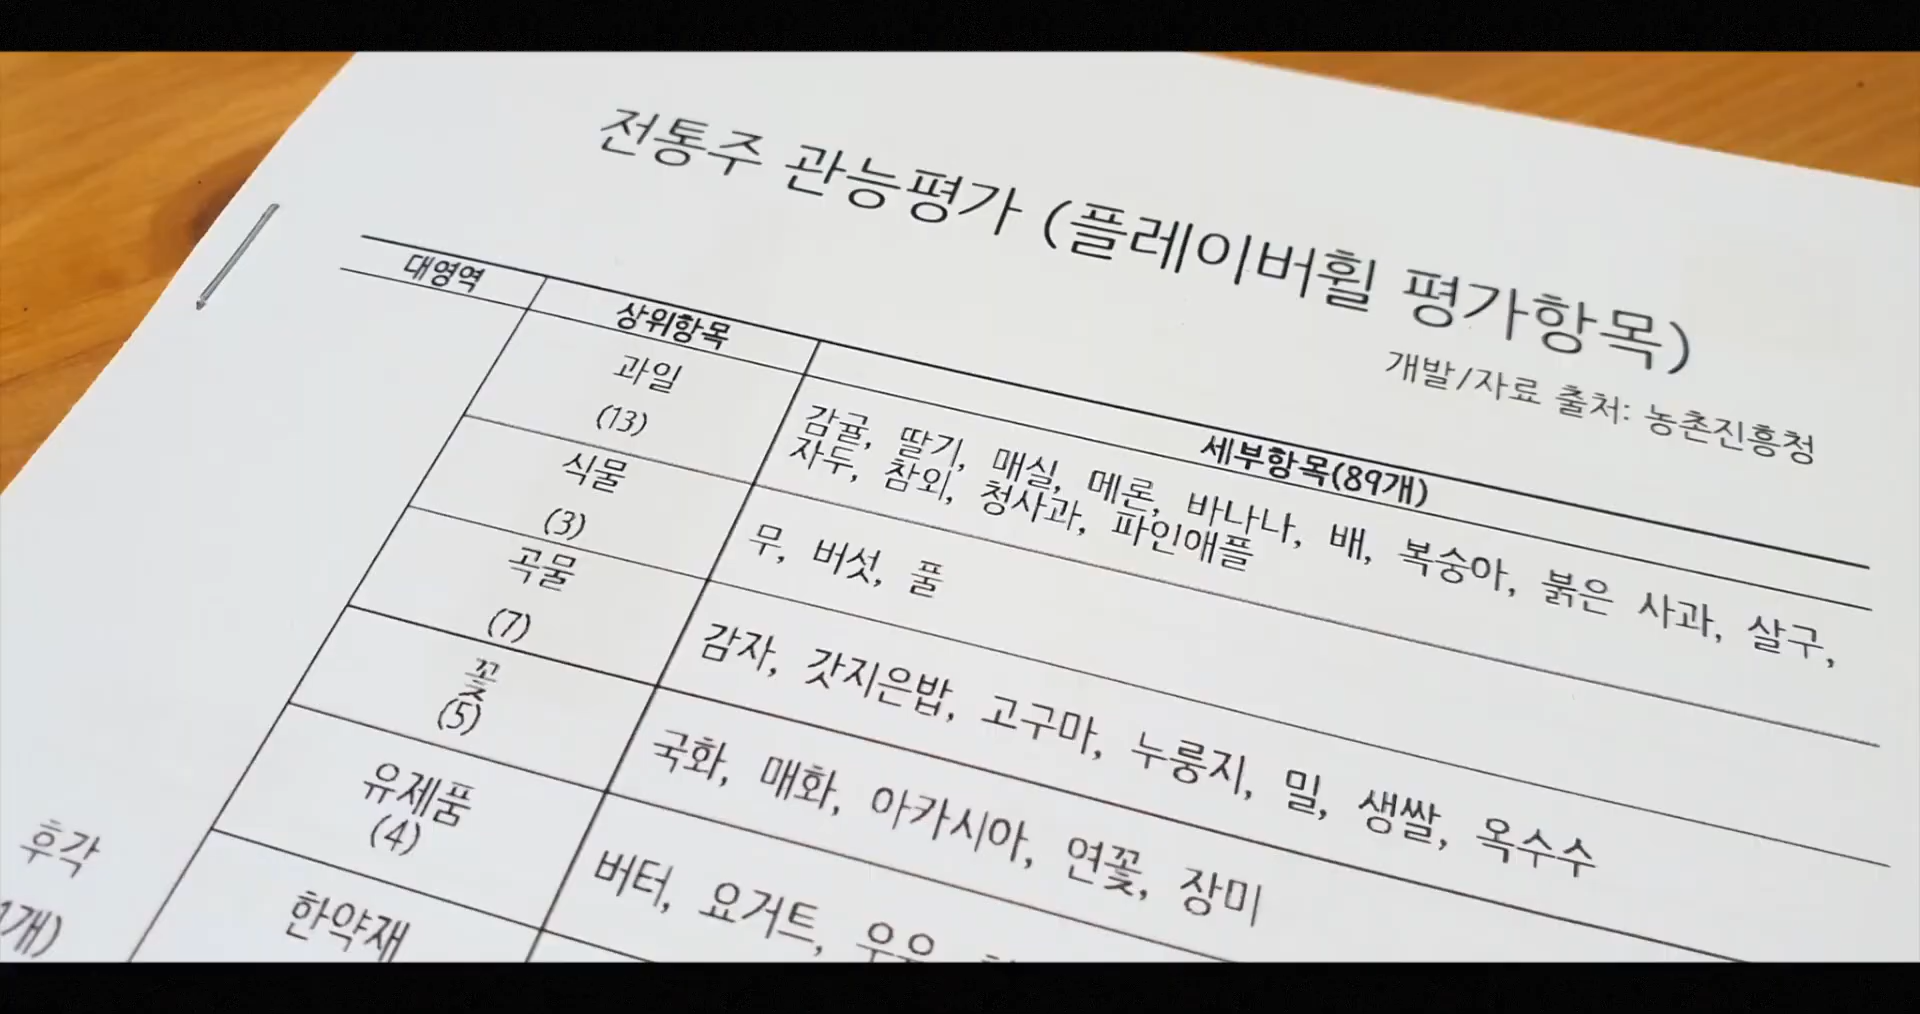 전통주 관능평가 (플레이버휠 평가항목)
개발/자료 출처: 농촌진흥청
대영역
상위항목
세부항목(89개)
과일
(13)
감귤, 딸기, 매실, 메론, 바나나, 배, 복숭아, 붉은 사과, 살구,
자두, 참외, 청사과, 파인애플
식물
(3)
무, 버섯, 풀
곡물
(7)
감자, 갓지은밥, 고구마, 누룽지, 밀, 생쌀, 옥수수
꽃
(5)
국화, 매화, 아카시아, 연꽃, 장미
유제품
(4)
버터, 요거트, 우유
한약재
후각
개)